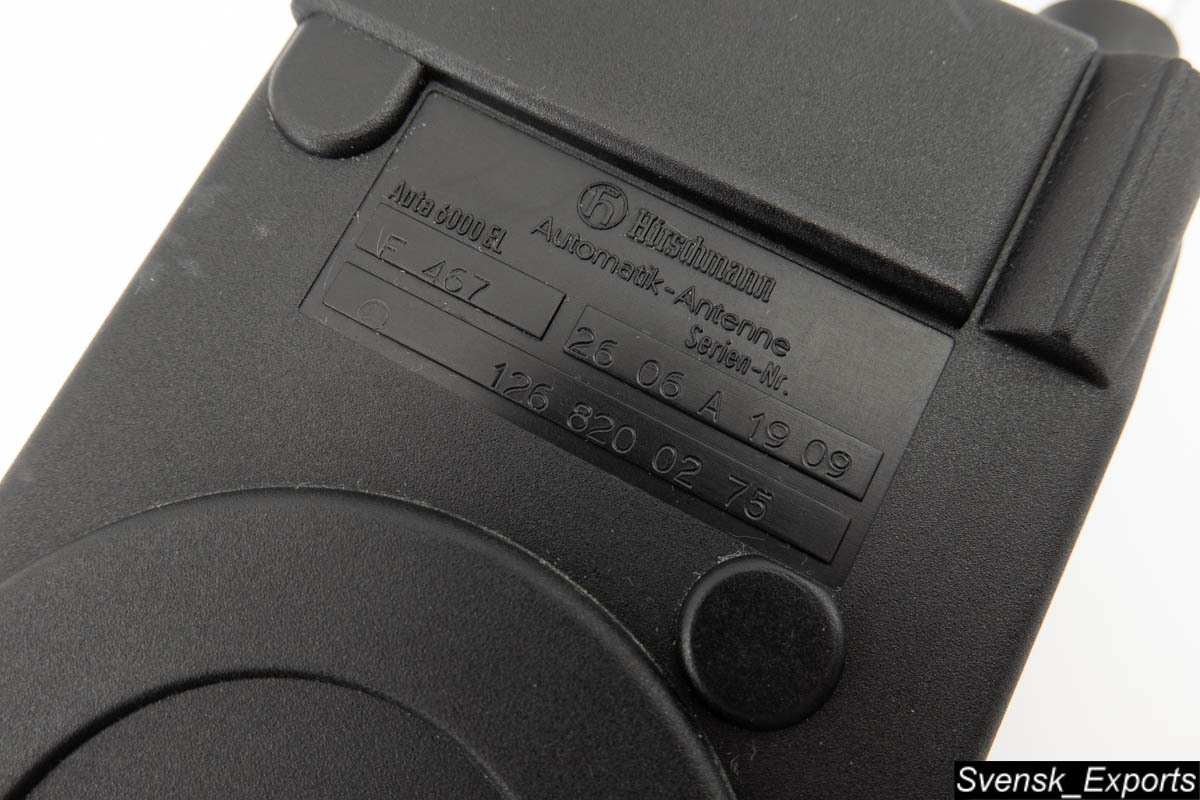 Hirschmann
Automatik-Antenne
Auta 6000 EL
Serien-Nr.
F 467
26 06 A 19 09
126 820 02 75
Svensk_Exports